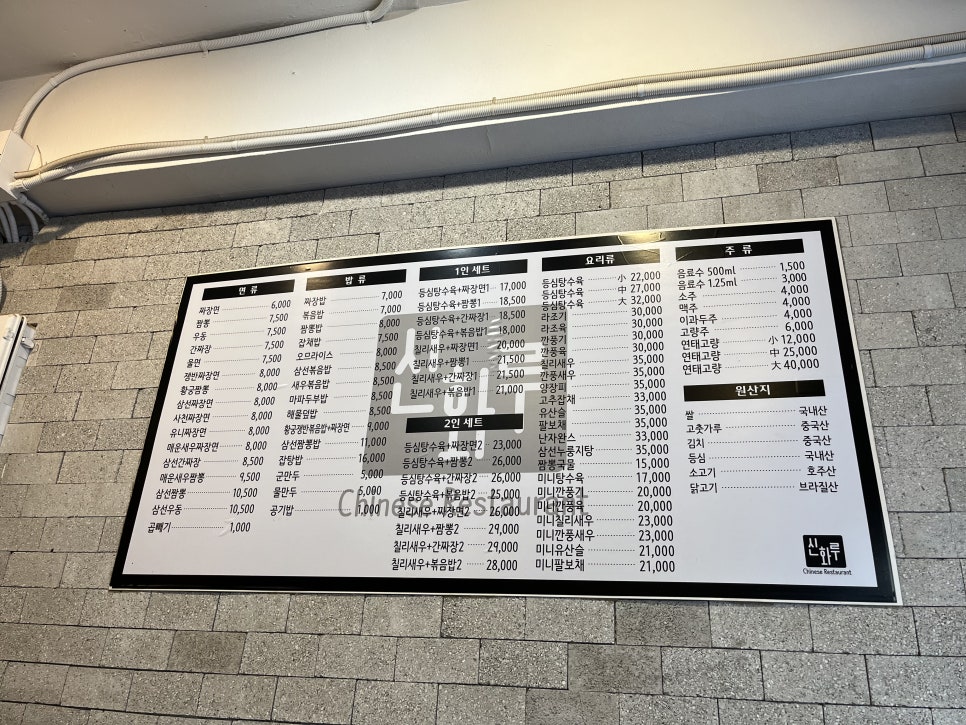 면 류
짜장면 6,000
짬뽕 7,500
우동 7,500
간짜장 7,500
울면 7,500
쟁반짜장면 8,000
황궁짬뽕 8,000
삼선짜장면 8,000
사천짜장면 8,000
유니짜장면 8,000
매운새우짜장면 8,000
삼선간짜장 8,500
매운새우짬뽕 9,500
삼선짬뽕 10,500
삼선우동 10,500
곱빼기 1,000
밥 류
짜장밥 7,000
볶음밥 7,000
짬뽕밥 8,000
잡채밥 7,500
오므라이스 8,000
삼선볶음밥 8,500
새우볶음밥 8,500
마파두부밥 8,500
해물덮밥 8,500
황궁쟁반볶음밥+짜장면 9,000
삼선짬뽕밥 11,000
잡탕밥 16,000
군만두 5,000
물만두 5,000
공기밥 1,000
1인 세트
등심탕수육+짜장면1 17,000
등심탕수육+짬뽕1 18,500
등심탕수육+간짜장1 18,500
등심탕수육+볶음밥1 18,000
칠리새우+짜장면1 20,000
칠리새우+짬뽕1 21,500
칠리새우+간짜장1 21,500
칠리새우+볶음밥1 21,000
2인 세트
등심탕수육+짜장면2 23,000
등심탕수육+짬뽕2 26,000
등심탕수육+간짜장2 26,000
등심탕수육+볶음밥2 25,000
칠리새우+짜장면2 26,000
칠리새우+짬뽕2 29,000
칠리새우+간짜장2 29,000
칠리새우+볶음밥2 28,000
요리류
등심탕수육 小 22,000
등심탕수육 中 27,000
등심탕수육 大 32,000
라조기 30,000
라조육 30,000
깐풍기 30,000
깐풍육 30,000
칠리새우 35,000
깐풍새우 35,000
양장피 35,000
고추잡채 33,000
유산슬 35,000
팔보채 35,000
난자완스 33,000
삼선누룽지탕 35,000
짬뽕국물 15,000
미니탕수육 17,000
미니깐풍기 20,000
미니깐풍육 20,000
미니칠리새우 23,000
미니깐풍새우 23,000
미니유산슬 21,000
미니팔보채 21,000
주 류
음료수 500ml 1,500
음료수 1.25ml 3,000
소주 4,000
맥주 4,000
이과두주 4,000
고량주 6,000
연태고량 小 12,000
연태고량 中 25,000
연태고량 大 40,000
원산지
쌀 국내산
고춧가루 중국산
김치 중국산
등심 국내산
소고기 호주산
닭고기 브라질산
신화루
Chinese Restaurant
신화루
Chinese Restaurant